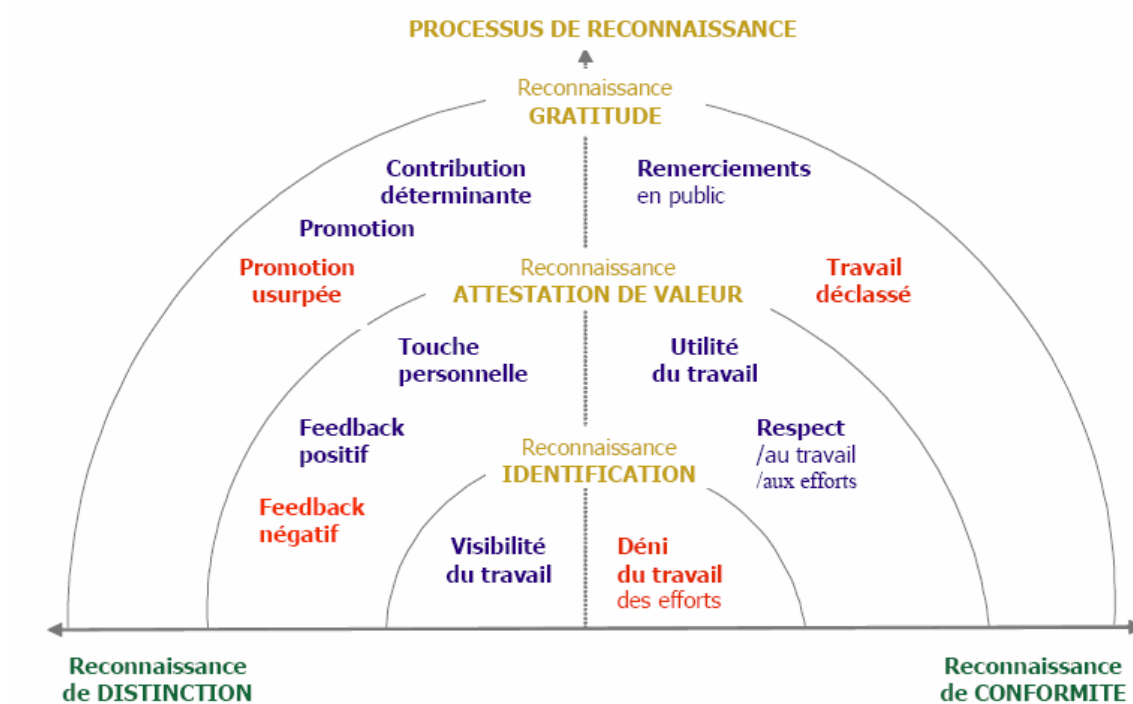 PROCESSUS DE RECONNAISSANCE
Reconnaissance
GRATITUDE
Contribution
déterminante
Remerciements
en public
Promotion
Promotion
usurpée
Reconnaissance
ATTESTATION DE VALEUR
Travail
déclassé
Touche
personnelle
Utilité
du travail
Feedback
positif
Reconnaissance
IDENTIFICATION
Respect
/au travail
/aux efforts
Feedback
négatif
Visibilité
du travail
Déni
du travail
des efforts
Reconnaissance
de DISTINCTION
Reconnaissance
de CONFORMITE